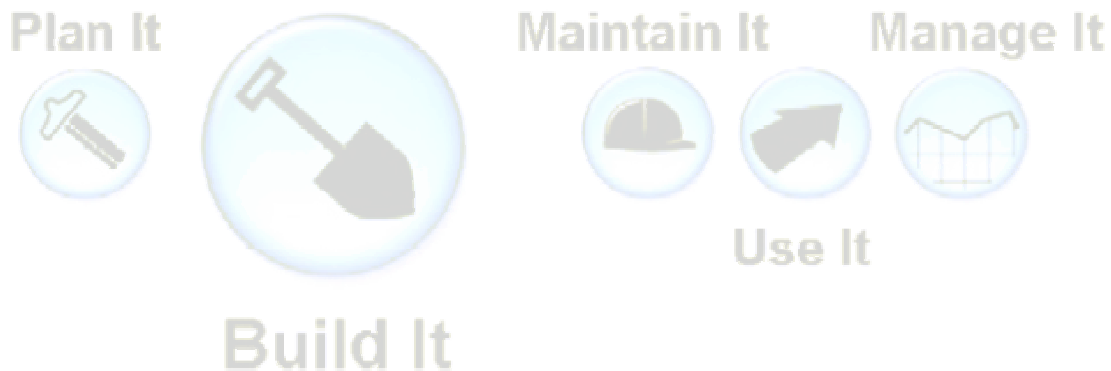 Plan It
Maintain It
Manage It
Use It
Build It